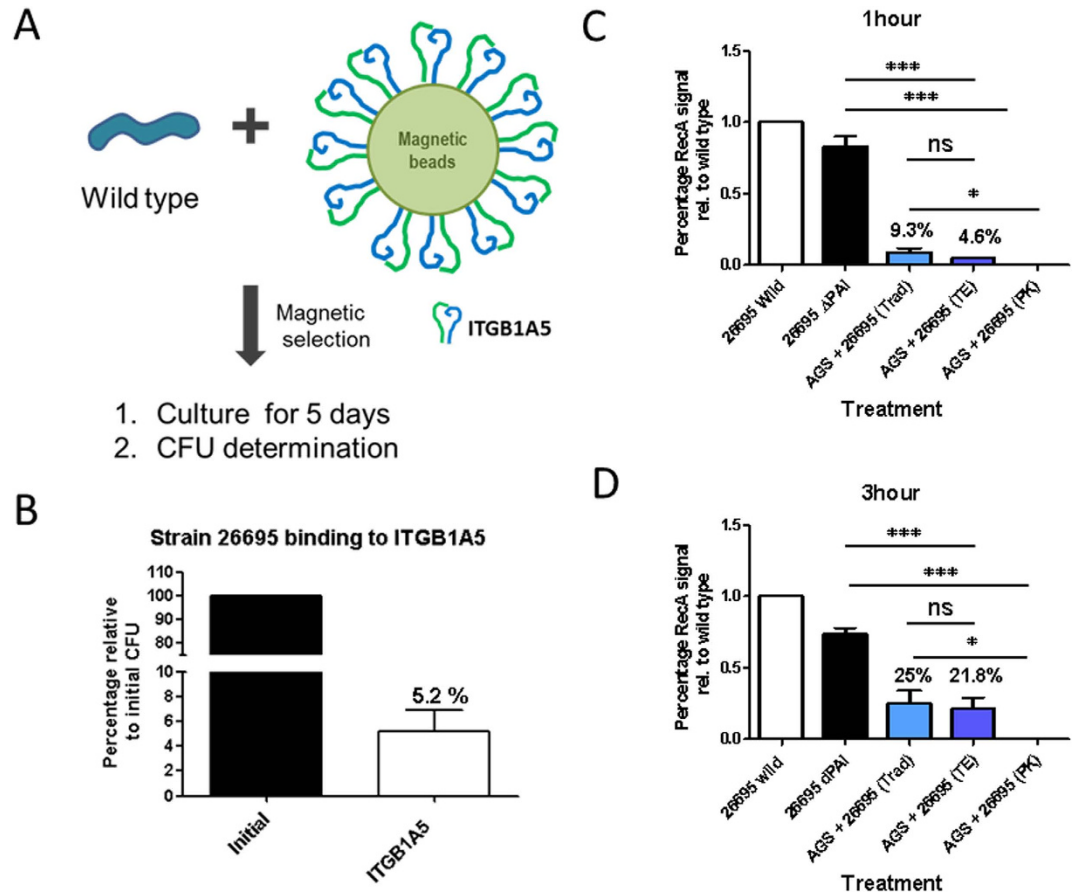 A
Wild type
+
Magnetic
beads
Magnetic
selection
ITGB1A5
1. Culture for 5 days
2. CFU determination
B
Strain 26695 binding to ITGB1A5
Percentage relative
to initial CFU
110
100
90
80
10
8
6
4
2
0
5.2 %
Initial
ITGB1A5
C
1hour
Percentage RecA signal
rel. to wild type
1.5
1.0
0.5
0.0
***
***
ns
*
9.3%
4.6%
26695 Wild
26695 ΔPAI
AGS + 26695 (Trad)
AGS + 26695 (TE)
AGS + 26695 (PK)
Treatment
D
3hour
Percentage RecA signal
rel. to wild type
1.5
1.0
0.5
0.0
***
***
ns
*
25%
21.8%
26695 wild
26695 dPAI
AGS + 26695 (Trad)
AGS + 26695 (TE)
AGS + 26695 (PK)
Treatment